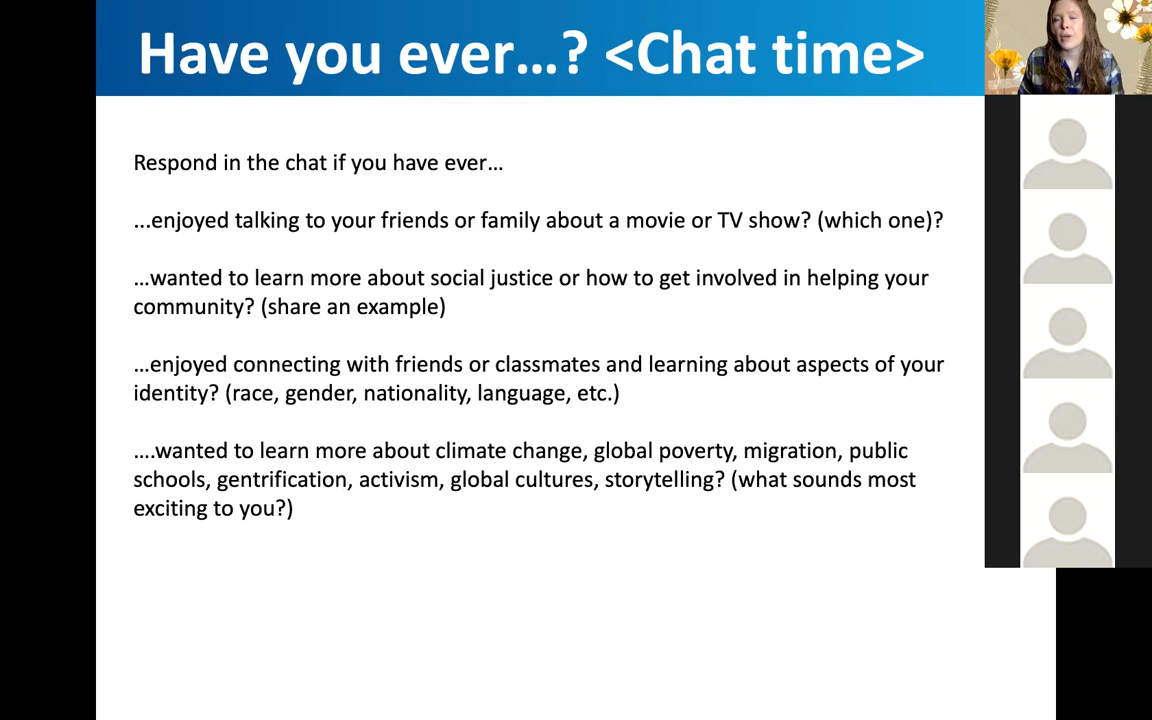 Have you ever…? <Chat time>
Respond in the chat if you have ever…
...enjoyed talking to your friends or family about a movie or TV show? (which one)?
…wanted to learn more about social justice or how to get involved in helping your
community? (share an example)
…enjoyed connecting with friends or classmates and learning about aspects of your
identity? (race, gender, nationality, language, etc.)
….wanted to learn more about climate change, global poverty, migration, public
schools, gentrification, activism, global cultures, storytelling? (what sounds most
exciting to you?)